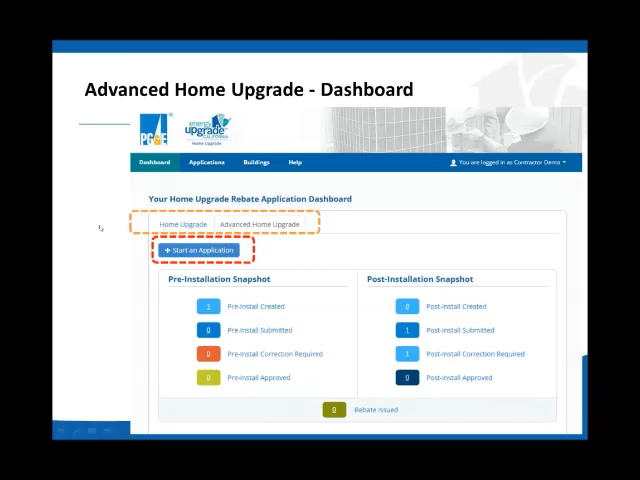 Advanced Home Upgrade - Dashboard
PG&E
energy
upgrade
CALIFORNIA
Home Upgrade
Dashboard Applications Buildings Help You are logged in as Contractor Demo
Your Home Upgrade Rebate Application Dashboard
Home Upgrade Advanced Home Upgrade
+ Start an Application
Pre-Installation Snapshot Post-Installation Snapshot
1 Pre-Install Created 0 Post-Install Created
0 Pre-Install Submitted 1 Post-Install Submitted
0 Pre-Install Correction Required 1 Post-Install Correction Required
0 Pre-Install Approved 0 Post-Install Approved
0 Rebate Issued